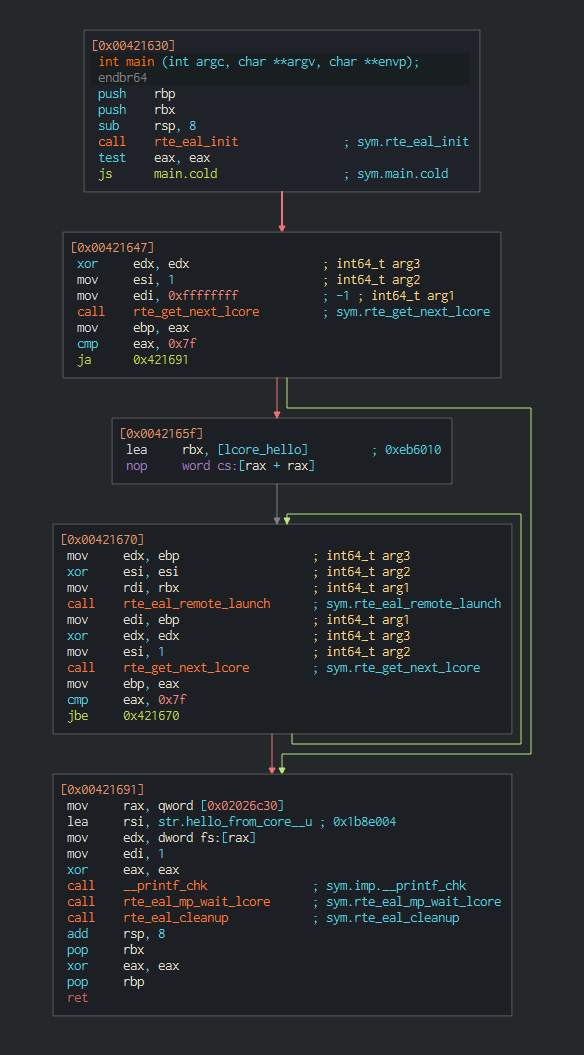 [0x00421630]
int main (int argc, char **argv, char **envp);
endbr64
push rbp
push rbx
sub rsp, 8
call rte_eal_init ; sym.rte_eal_init
test eax, eax
js main.cold ; sym.main.cold
[0x00421647]
xor edx, edx ; int64_t arg3
mov esi, 1 ; int64_t arg2
mov edi, 0xffffffff ; -1 ; int64_t arg1
call rte_get_next_lcore ; sym.rte_get_next_lcore
mov ebp, eax
cmp eax, 0x7f
ja 0x421691
[0x0042165f]
lea rbx, [lcore_hello] ; 0xeb6010
nop word cs:[rax + rax]
[0x00421670]
mov edx, ebp ; int64_t arg3
xor esi, esi ; int64_t arg2
mov rdi, rbx ; int64_t arg1
call rte_eal_remote_launch ; sym.rte_eal_remote_launch
mov edi, ebp ; int64_t arg1
xor edx, edx ; int64_t arg3
mov esi, 1 ; int64_t arg2
call rte_get_next_lcore ; sym.rte_get_next_lcore
mov ebp, eax
cmp eax, 0x7f
jbe 0x421670
[0x00421691]
mov rax, qword [0x02026c30]
lea rsi, str.hello_from_core__u ; 0x1b8e004
mov edx, dword fs:[rax]
mov edi, 1
xor eax, eax
call __printf_chk ; sym.imp.__printf_chk
call rte_eal_mp_wait_lcore ; sym.rte_eal_mp_wait_lcore
call rte_eal_cleanup ; sym.rte_eal_cleanup
add rsp, 8
pop rbx
xor eax, eax
pop rbp
ret